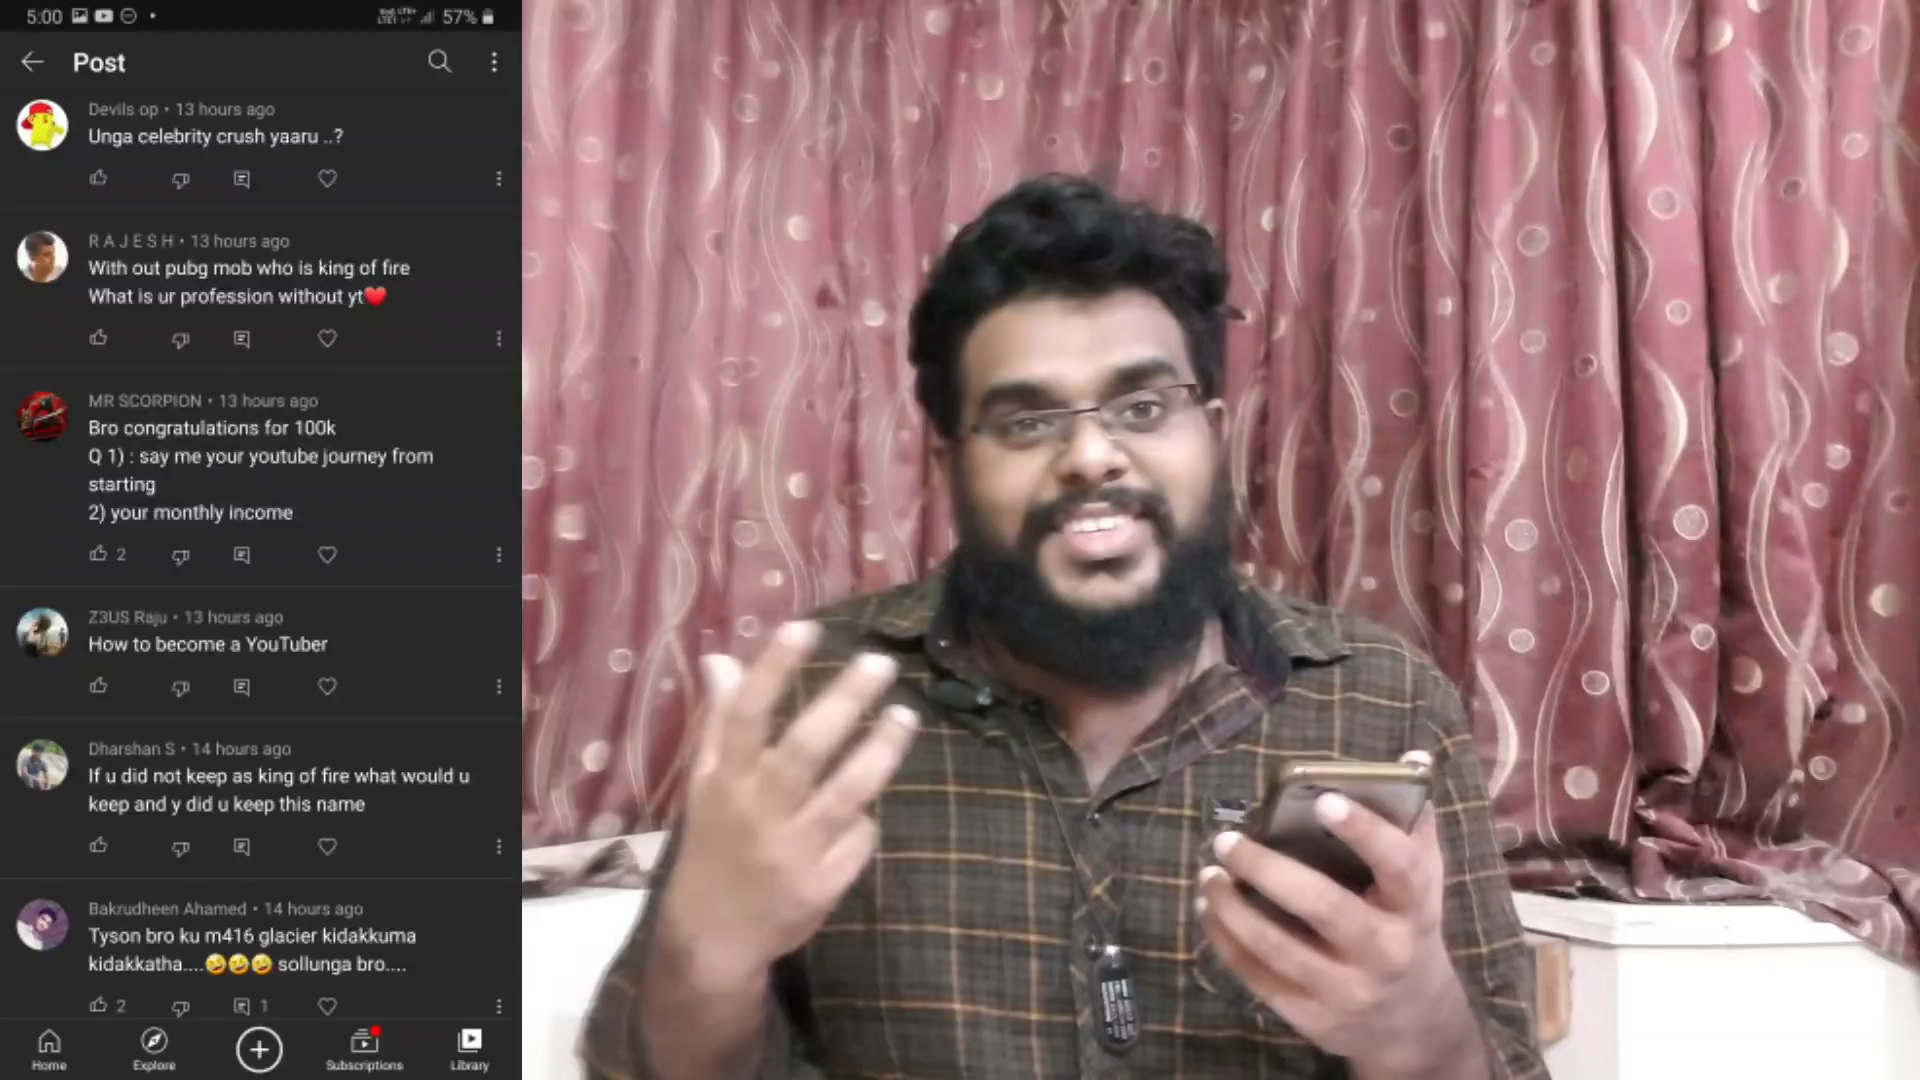 5:00
57%
Post
Devils op • 13 hours ago
Unga celebrity crush yaaru ..?
R A J E S H • 13 hours ago
With out pubg mob who is king of fire
What is ur profession without yt❤️
MR SCORPION • 13 hours ago
Bro congratulations for 100k
Q 1) : say me your youtube journey from
starting
2) your monthly income
2
Z3US Raju • 13 hours ago
How to become a YouTuber
Dharshan S • 14 hours ago
If u did not keep as king of fire what would u
keep and y did u keep this name
Bakrudheen Ahamed • 14 hours ago
Tyson bro ku m416 glacier kidakkuma
kidakkatha....🤣🤣🤣 sollunga bro....
2 1
Home Explore Subscriptions Library